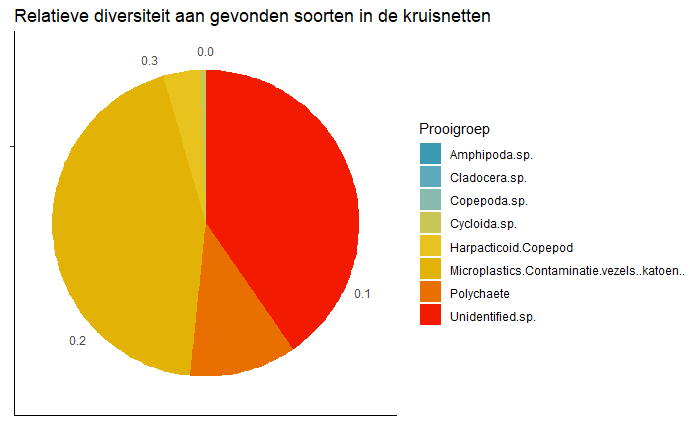 Relatieve diversiteit aan gevonden soorten in de kruisnetten
0.0
0.3
0.1
0.2
Prooigroep
Amphipoda.sp.
Cladocera.sp.
Copepoda.sp.
Cycloida.sp.
Harpacticoid.Copepod
Microplastics.Contaminatie.vezels..katoen..
Polychaete
Unidentified.sp.